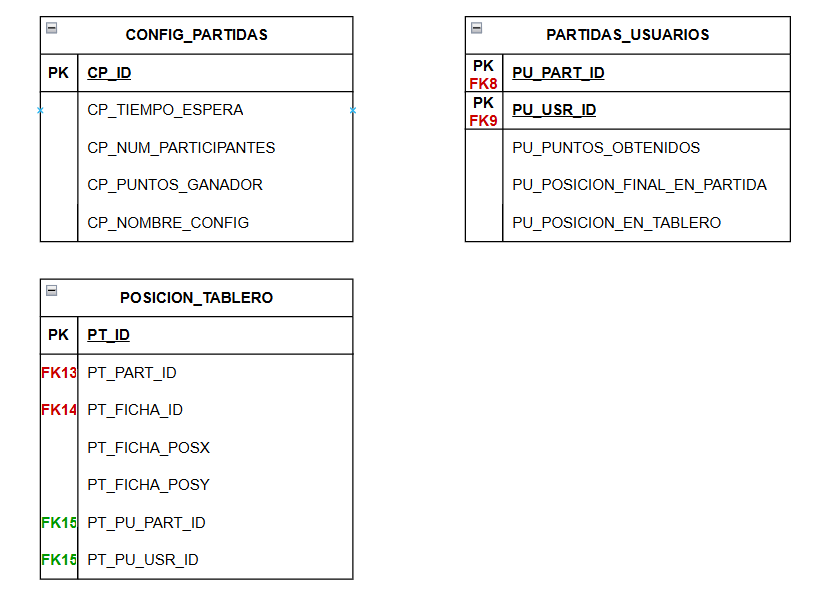 CONFIG_PARTIDAS
PK CP_ID
CP_TIEMPO_ESPERA
CP_NUM_PARTICIPANTES
CP_PUNTOS_GANADOR
CP_NOMBRE_CONFIG
PARTIDAS_USUARIOS
PK
FK8 PU_PART_ID
PK
FK9 PU_USR_ID
PU_PUNTOS_OBTENIDOS
PU_POSICION_FINAL_EN_PARTIDA
PU_POSICION_EN_TABLERO
POSICION_TABLERO
PK PT_ID
FK13 PT_PART_ID
FK14 PT_FICHA_ID
PT_FICHA_POSX
PT_FICHA_POSY
FK15 PT_PU_PART_ID
FK15 PT_PU_USR_ID